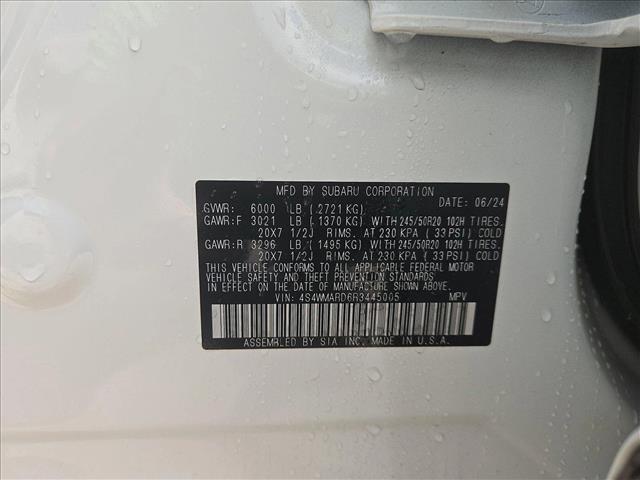 MFD BY SUBARU CORPORATION
DATE: 06/24
GVWR: 6000 LB (2721 KG)
GAWR:F 3021 LB (1370 KG) WITH 245/50R20 102H TIRES.
20X7 1/2J RIMS. AT 230 KPA (33 PSI) COLD
GAWR:R 3296 LB (1495 KG) WITH 245/50R20 102H TIRES.
20X7 1/2J RIMS. AT 230 KPA (33 PSI) COLD
THIS VEHICLE CONFORMS TO ALL APPLICABLE FEDERAL MOTOR
VEHICLE SAFETY, BUMPER, AND THEFT PREVENTION STANDARDS
IN EFFECT ON THE DATE OF MANUFACTURE SHOWN ABOVE.
VIN: 4S4WMARD6R3445005 MPV
ASSEMBLED BY SIA INC. MADE IN U.S.A.